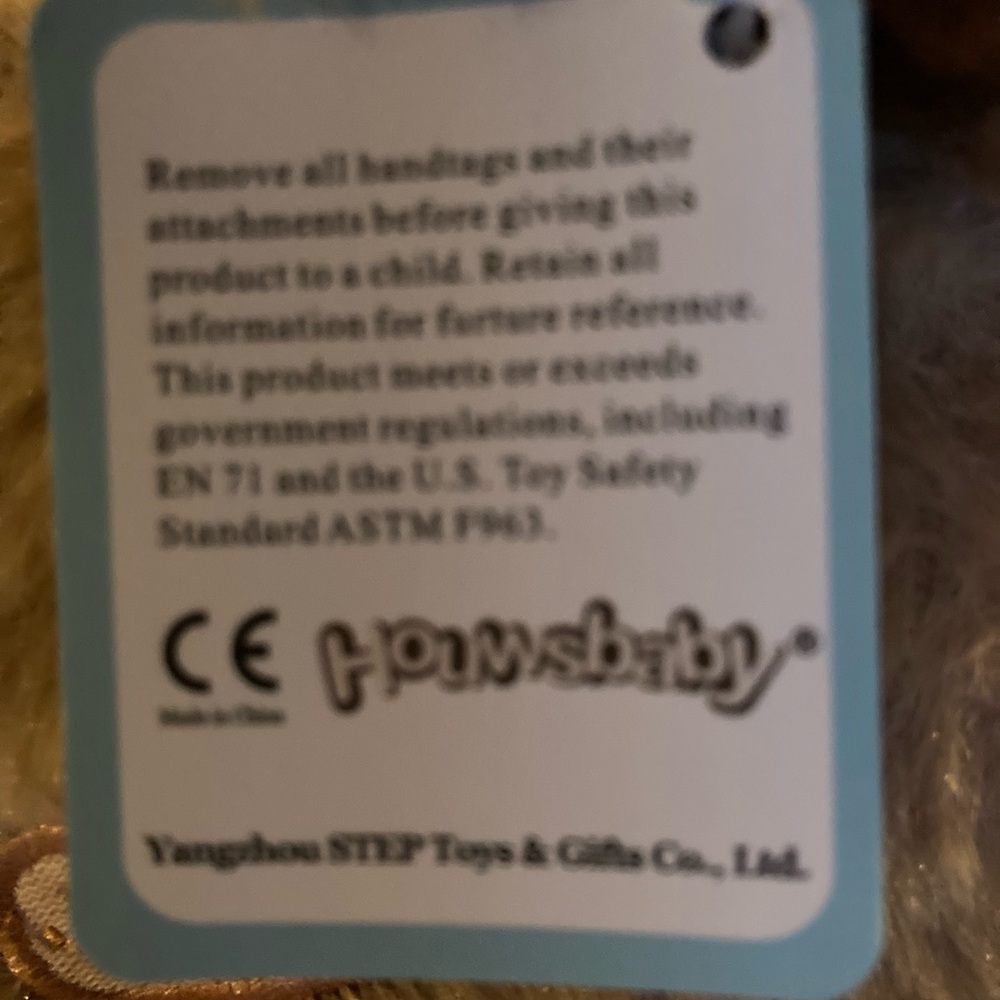 Remove all handtags and their
attachments before giving this
product to a child. Retain all
information for furture reference.
This product meets or exceeds
government regulations, including
EN 71 and the U.S. Toy Safety
Standard ASTM F963.
CE Houwsbaby®
Made in China
Yangzhou STEP Toys & Gifts Co., Ltd.